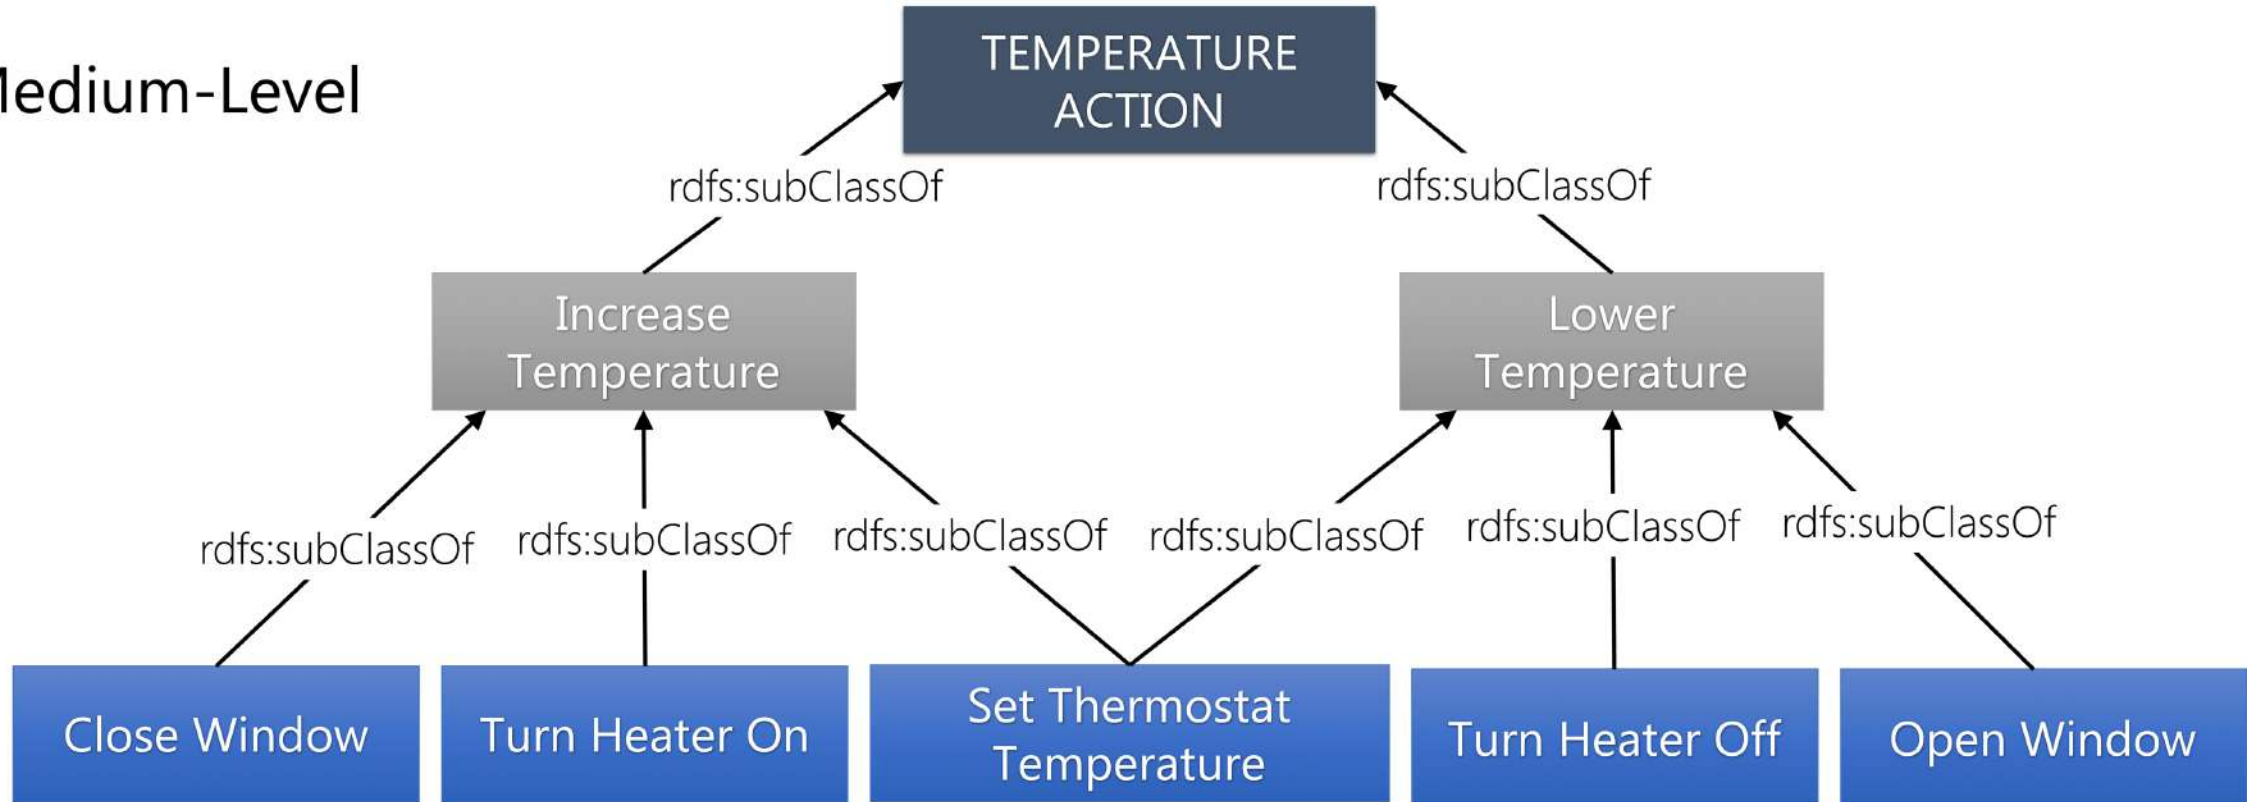 Medium-Level
TEMPERATURE
ACTION
rdfs:subClassOf
rdfs:subClassOf
Increase
Temperature
Lower
Temperature
rdfs:subClassOf
rdfs:subClassOf
rdfs:subClassOf
rdfs:subClassOf
rdfs:subClassOf
rdfs:subClassOf
Close Window
Turn Heater On
Set Thermostat
Temperature
Turn Heater Off
Open Window